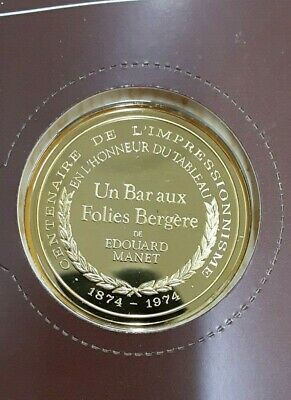 CENTENAIRE DE L'IMPRESSIONNISME
EN L'HONNEUR DU TABLEAU
Un Bar aux
Folies Bergère
DE
EDOUARD
MANET
1874-1974